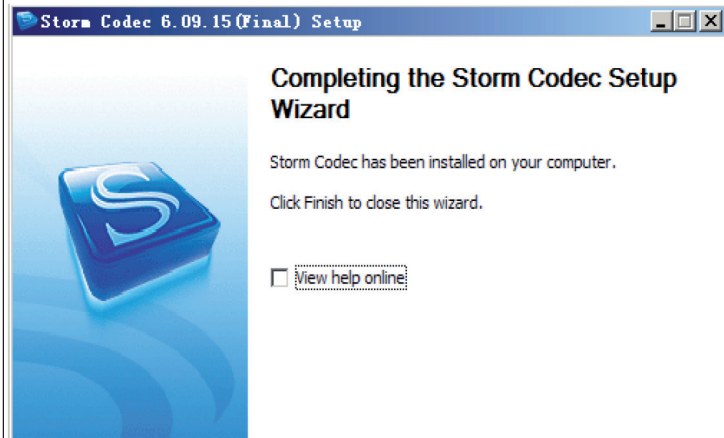 Storm Codec 6.09.15(Final) Setup
Completing the Storm Codec Setup
Wizard
Storm Codec has been installed on your computer.
Click Finish to close this wizard.
View help online